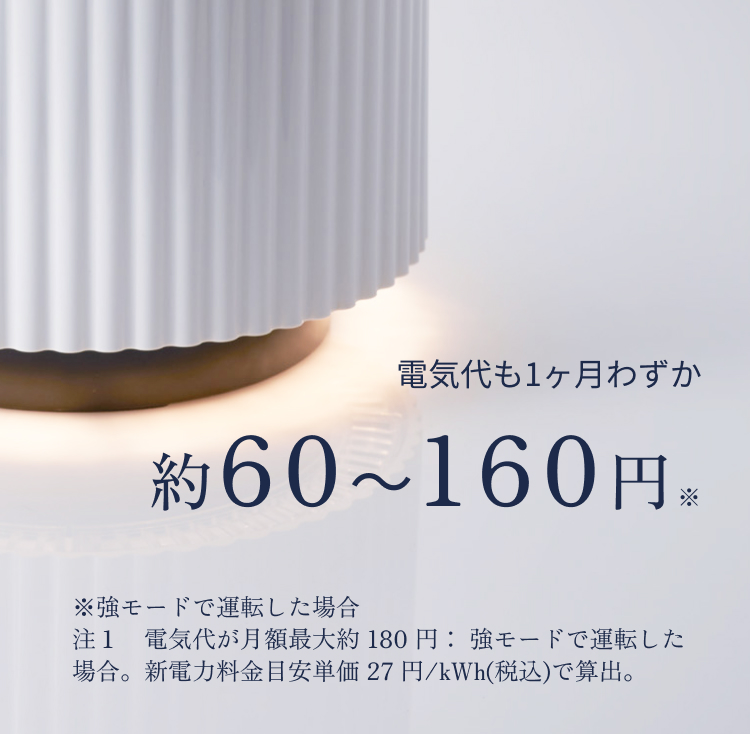 電気代も1ヶ月わずか
約60〜160円※
※強モードで運転した場合
注1　電気代が月額最大約 180 円： 強モードで運転した
場合。新電力料金目安単価 27 円/kWh(税込)で算出。